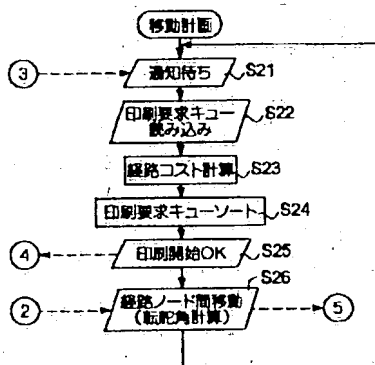 移動計画
③
通知待ち
S21
印刷要求キュー
読み込み
S22
経路コスト計算
S23
印刷要求キューソート
S24
④
印刷開始OK
S25
S26
②
経路ノード間移動
(転舵角計算)
⑤